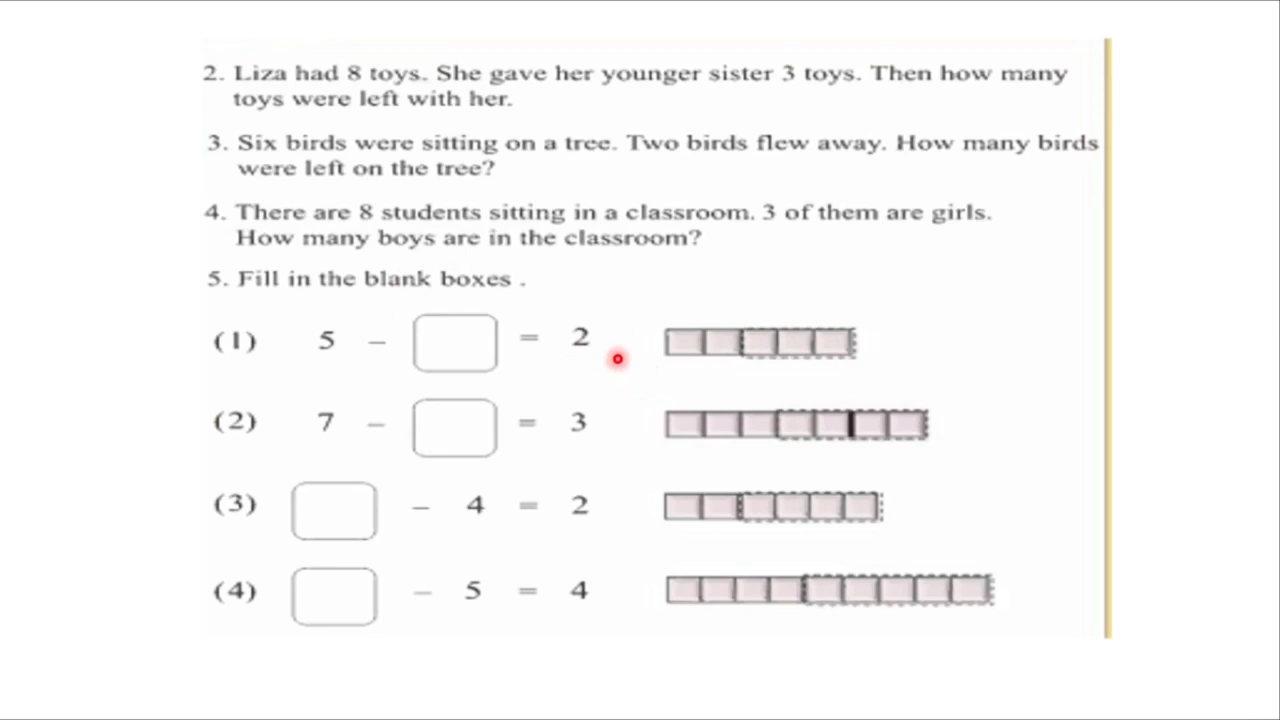 2. Liza had 8 toys. She gave her younger sister 3 toys. Then how many
toys were left with her.
3. Six birds were sitting on a tree. Two birds flew away. How many birds
were left on the tree?
4. There are 8 students sitting in a classroom. 3 of them are girls.
How many boys are in the classroom?
5. Fill in the blank boxes .
(1) 5 – = 2
(2) 7 – = 3
(3) – 4 = 2
(4) – 5 = 4